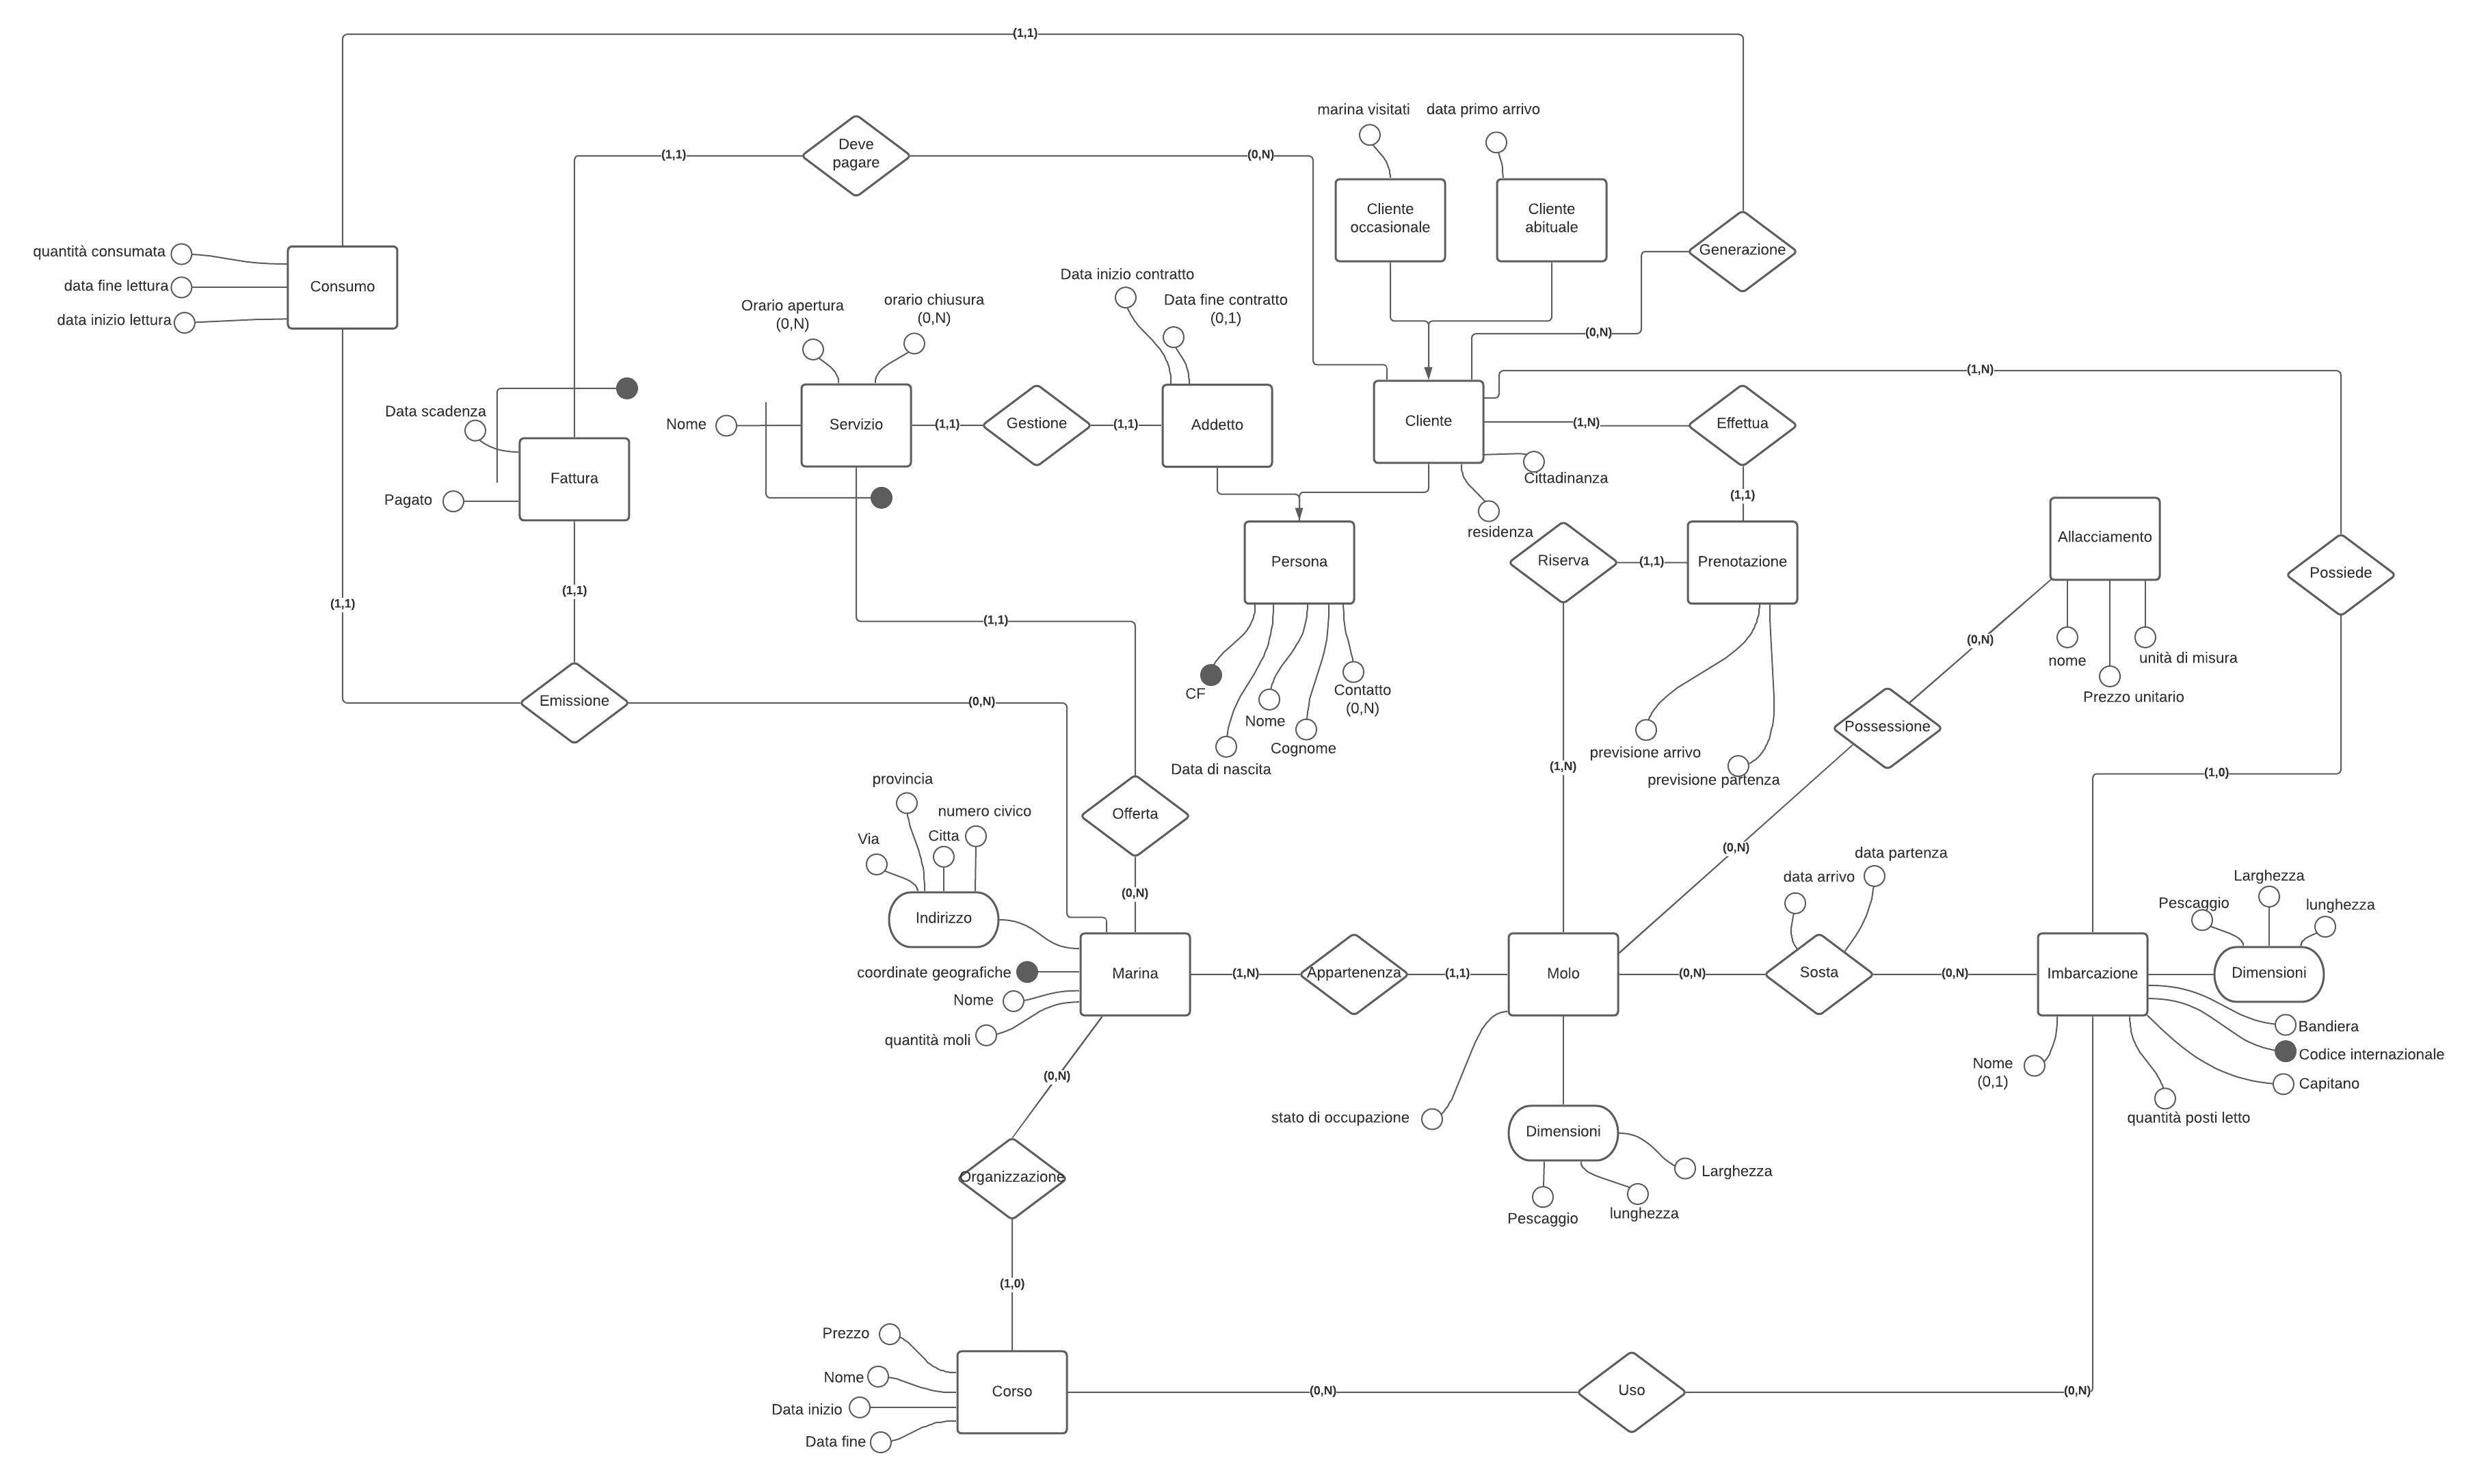 (1,1)
marina visitati
data primo arrivo
Deve
pagare
(1,1)
(0,N)
Cliente
occasionale
Cliente
abituale
Generazione
quantità consumata
data fine lettura
data inizio lettura
Consumo
Data inizio contratto
Data fine contratto
(0,1)
Orario apertura
(0,N)
orario chiusura
(0,N)
(0,N)
(1,N)
Data scadenza
Pagato
Fattura
Nome
Servizio
(1,1)
Gestione
(1,1)
Addetto
Cliente
(1,N)
Effettua
Cittadinanza
residenza
(1,1)
Persona
Riserva
(1,1)
Prenotazione
Allacciamento
Possiede
(1,1)
(1,1)
(1,1)
(0,N)
nome
unità di misura
Prezzo unitario
CF
Nome
Contatto
(0,N)
Cognome
Data di nascita
Emissione
(0,N)
Possessione
previsione arrivo
previsione partenza
(1,N)
(1,0)
provincia
numero civico
Via
Citta
Offerta
(0,N)
data partenza
data arrivo
(0,N)
Larghezza
Pescaggio
lunghezza
Indirizzo
coordinate geografiche
Nome
quantità moli
Marina
(1,N)
Appartenenza
(1,1)
Molo
(0,N)
Sosta
(0,N)
Imbarcazione
Dimensioni
Bandiera
Codice internazionale
Capitano
Nome
(0,1)
quantità posti letto
(0,N)
stato di occupazione
Dimensioni
Larghezza
Pescaggio
lunghezza
Organizzazione
(1,0)
Prezzo
Nome
Data inizio
Data fine
Corso
(0,N)
Uso
(0,N)